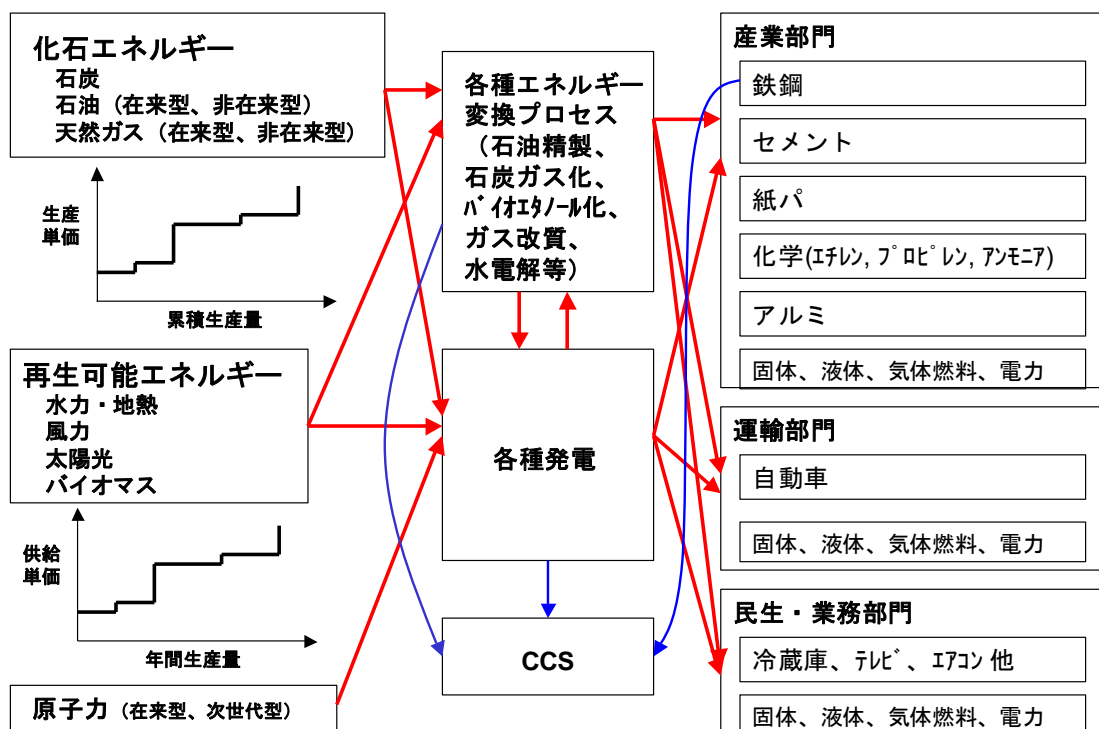 化石エネルギー
石炭
石油（在来型、非在来型）
天然ガス（在来型、非在来型）
生産
単価
累積生産量
再生可能エネルギー
水力・地熱
風力
太陽光
バイオマス
供給
単価
年間生産量
原子力（在来型、次世代型）
各種エネルギー
変換プロセス
（石油精製、
石炭ガス化、
ﾊﾞｲｵｴﾀﾉｰﾙ化、
ガス改質、
水電解等）
各種発電
CCS
産業部門
鉄鋼
セメント
紙パ
化学(ｴﾁﾚﾝ, ﾌﾟﾛﾋﾟﾚﾝ, ｱﾝﾓﾆｱ)
アルミ
固体、液体、気体燃料、電力
運輸部門
自動車
固体、液体、気体燃料、電力
民生・業務部門
冷蔵庫、ﾃﾚﾋﾞ、ｴｱｺﾝ 他
固体、液体、気体燃料、電力